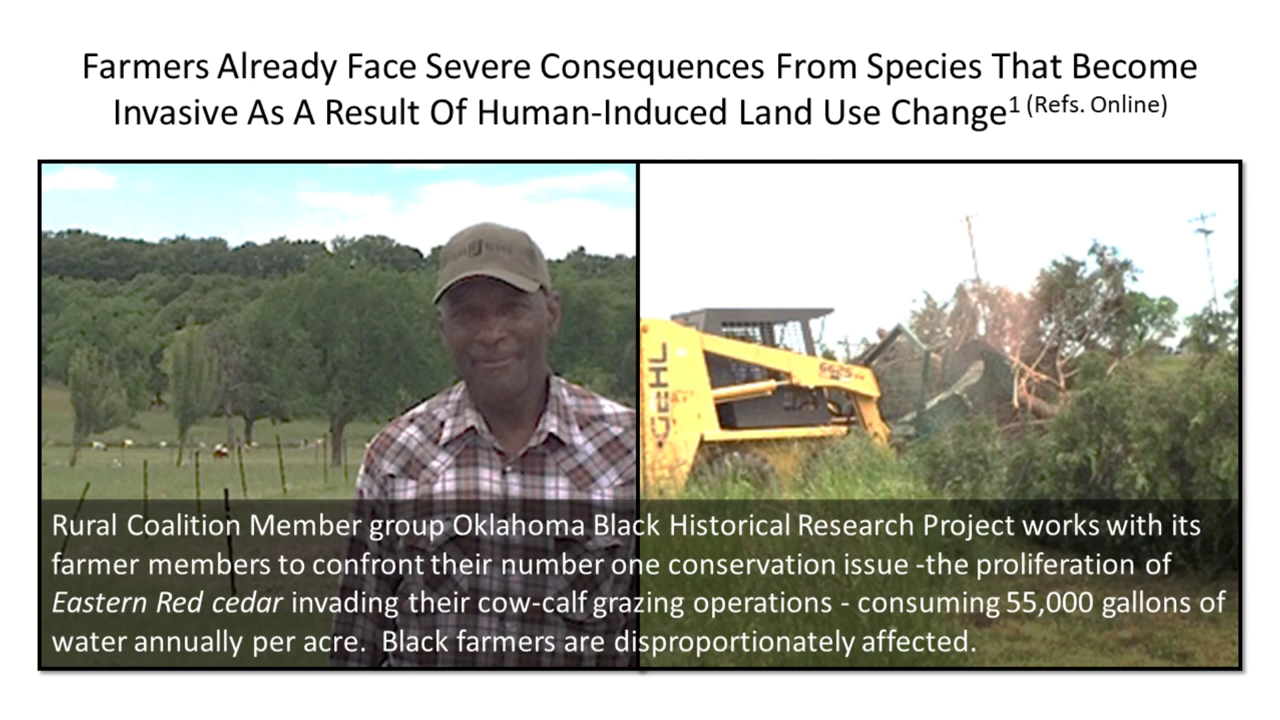 Farmers Already Face Severe Consequences From Species That Become
Invasive As A Result Of Human-Induced Land Use Change1 (Refs. Online)
GEHL
6625
Rural Coalition Member group Oklahoma Black Historical Research Project works with its
farmer members to confront their number one conservation issue -the proliferation of
Eastern Red cedar invading their cow-calf grazing operations - consuming 55,000 gallons of
water annually per acre.  Black farmers are disproportionately affected.